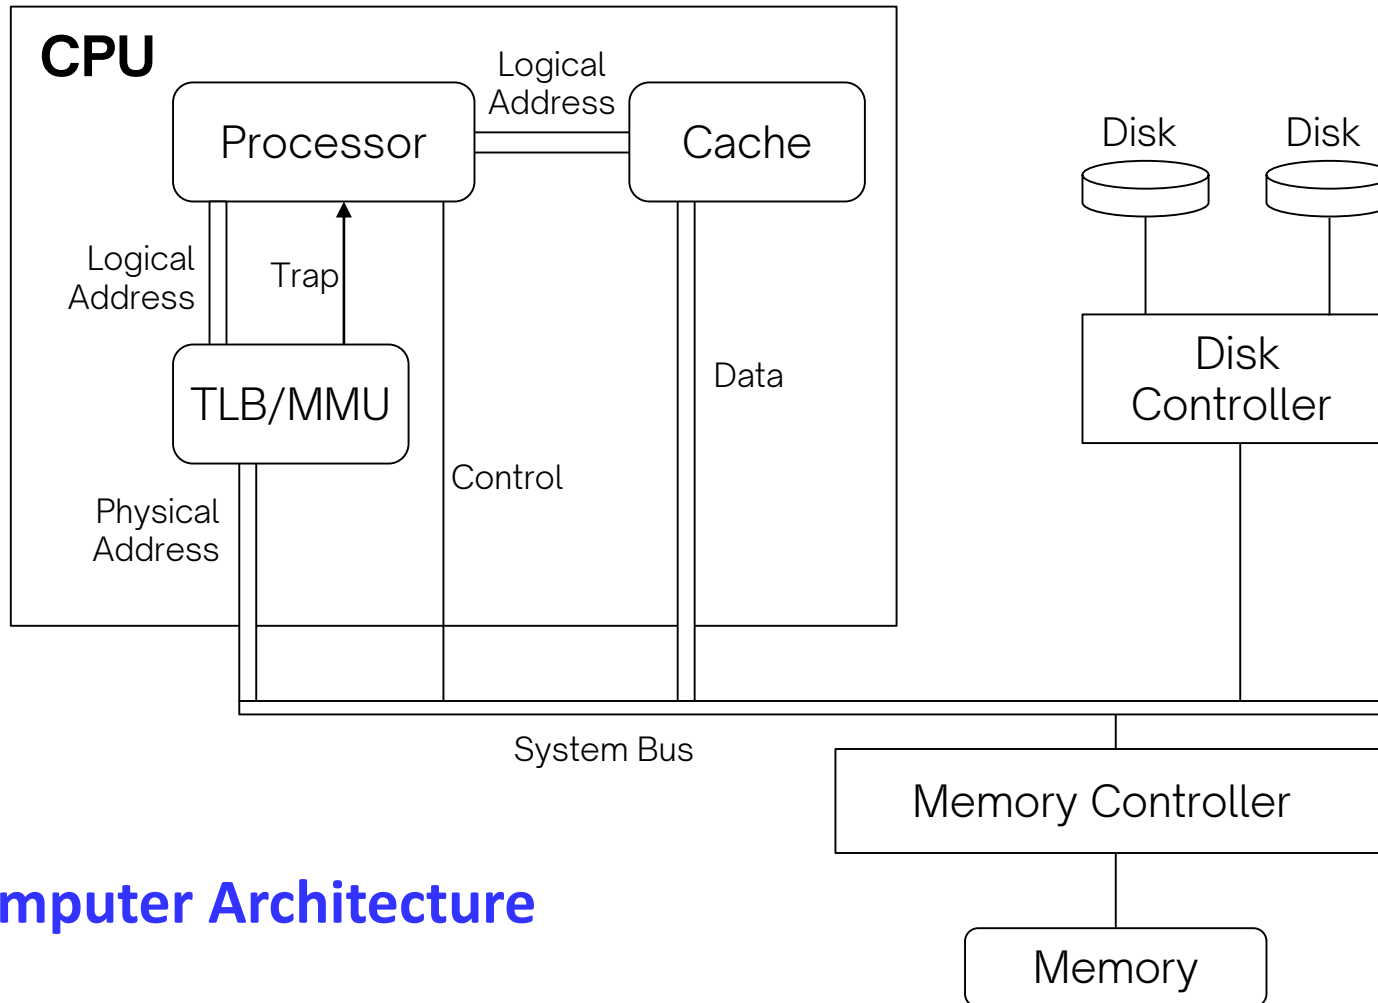 CPU
Logical
Address
Processor
Cache
Disk
Disk
Logical
Address
Trap
TLB/MMU
Data
Disk
Controller
Control
Physical
Address
System Bus
Memory Controller
mputer Architecture
Memory